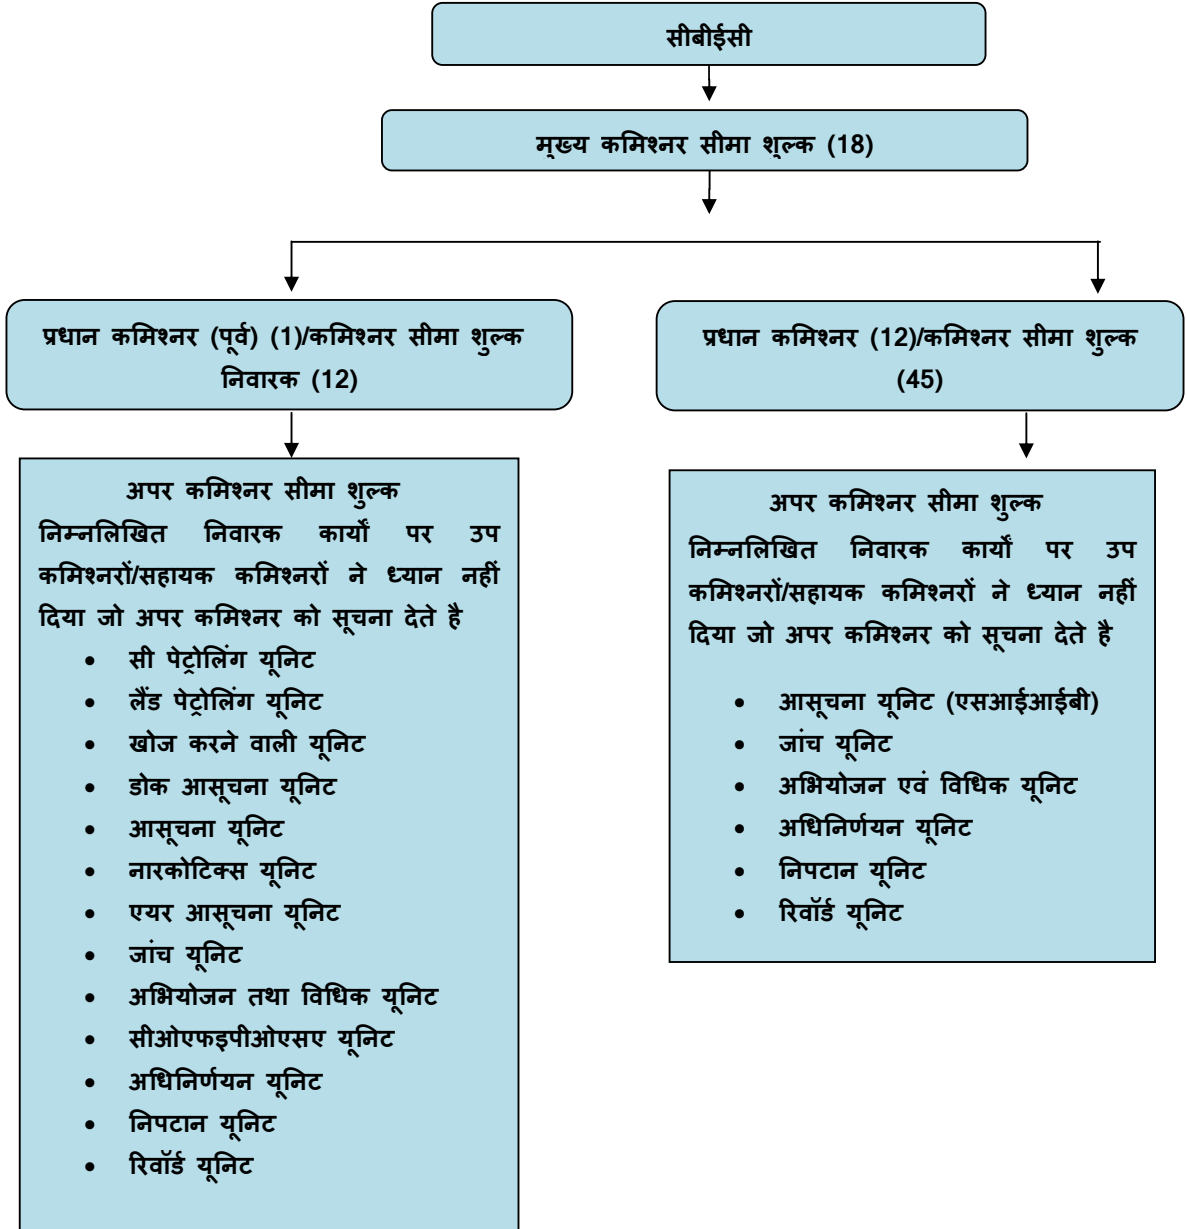 सीबीईसी
मुख्य कमिश्नर सीमा शुल्क (18)
प्रधान कमिश्नर (पूर्व) (1)/कमिश्नर सीमा शुल्क
निवारक (12)
प्रधान कमिश्नर (12)/कमिश्नर सीमा शुल्क
(45)
अपर कमिश्नर सीमा शुल्क
निम्नलिखित निवारक कार्यों पर उप
कमिश्नरों/सहायक कमिश्नरों ने ध्यान नहीं
दिया जो अपर कमिश्नर को सूचना देते है
• सी पेट्रोलिंग यूनिट
• लैंड पेट्रोलिंग यूनिट
• खोज करने वाली यूनिट
• डोक आसूचना यूनिट
• आसूचना यूनिट
• नारकोटिक्स यूनिट
• एयर आसूचना यूनिट
• जांच यूनिट
• अभियोजन तथा विधिक यूनिट
• सीओएफइपीओएसए यूनिट
• अधिनिर्णयन यूनिट
• निपटान यूनिट
• रिवॉर्ड यूनिट
अपर कमिश्नर सीमा शुल्क
निम्नलिखित निवारक कार्यों पर उप
कमिश्नरों/सहायक कमिश्नरों ने ध्यान नहीं
दिया जो अपर कमिश्नर को सूचना देते है
• आसूचना यूनिट (एसआईआईबी)
• जांच यूनिट
• अभियोजन एवं विधिक यूनिट
• अधिनिर्णयन यूनिट
• निपटान यूनिट
• रिवॉर्ड यूनिट